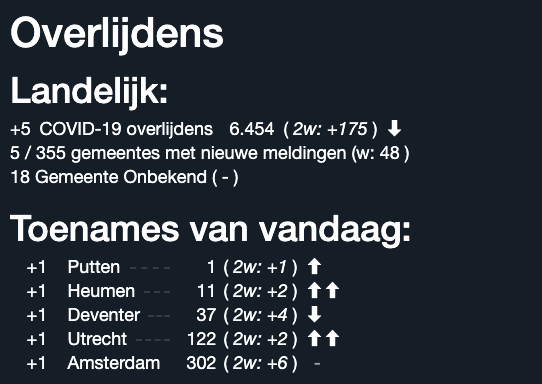 Overlijdens
Landelijk:
+5 COVID-19 overlijdens 6.454 ( 2w: +175 ) ⬇
5 / 355 gemeentes met nieuwe meldingen (w: 48 )
18 Gemeente Onbekend ( - )
Toenames van vandaag:
+1 Putten ---- 1 ( 2w: +1 ) ⬆
+1 Heumen --- 11 ( 2w: +2 ) ⬆⬆
+1 Deventer --- 37 ( 2w: +4 ) ⬇
+1 Utrecht ---- 122 ( 2w: +2 ) ⬆⬆
+1 Amsterdam 302 ( 2w: +6 ) -